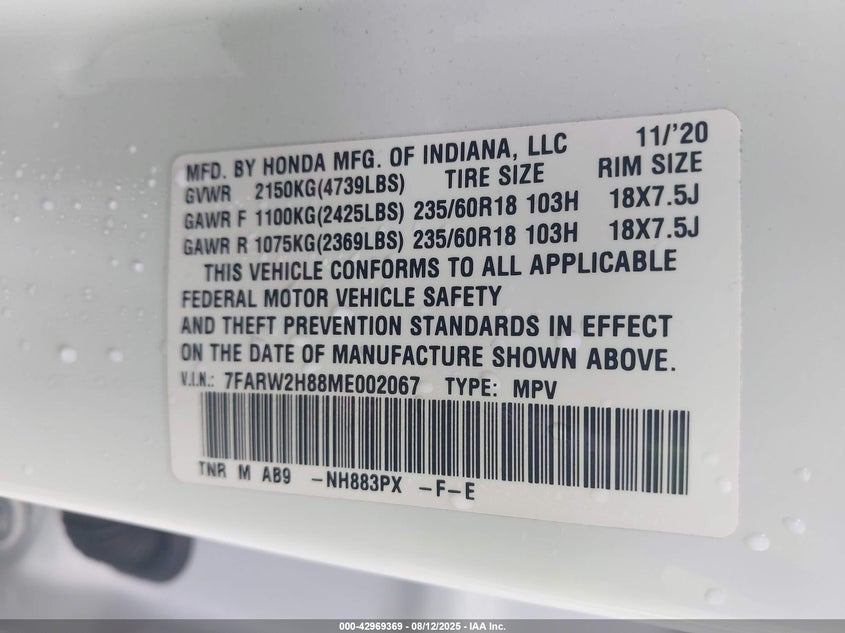 11/'20
MFD. BY HONDA MFG. OF INDIANA, LLC
GVWR 2150KG(4739LBS) TIRE SIZE RIM SIZE
GAWR F 1100KG(2425LBS) 235/60R18 103H 18X7.5J
GAWR R 1075KG(2369LBS) 235/60R18 103H 18X7.5J
THIS VEHICLE CONFORMS TO ALL APPLICABLE
FEDERAL MOTOR VEHICLE SAFETY
AND THEFT PREVENTION STANDARDS IN EFFECT
ON THE DATE OF MANUFACTURE SHOWN ABOVE.
V.I.N.: 7FARW2H88ME002067 TYPE: MPV
TNR M AB9 -NH883PX -F-E
000-42969369 - 08/12/2025 - IAA Inc.